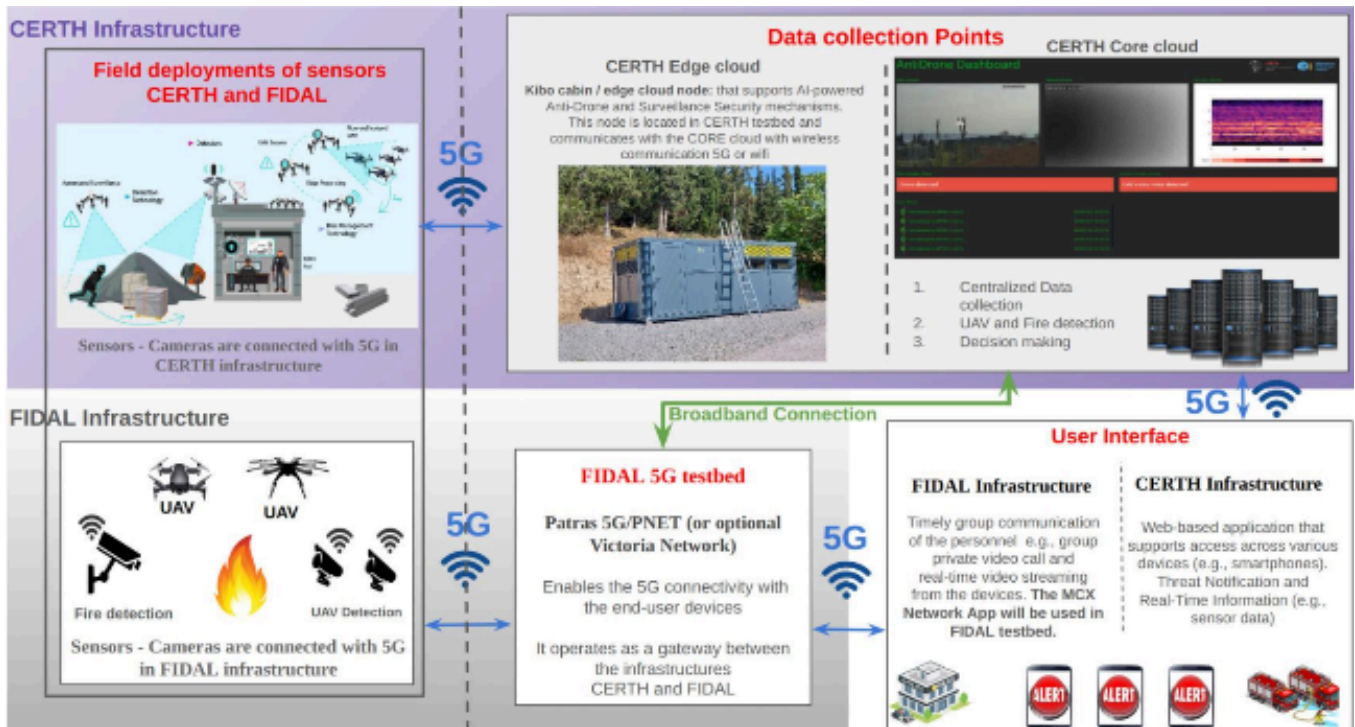 CERTH Infrastructure
Field deployments of sensors
CERTH and FIDAL
Sensors - Cameras are connected with 5G in
CERTH infrastructure
5G
Data collection Points
CERTH Edge cloud
Kibo cabin / edge cloud node: that supports AI-powered
Anti-Drone and Surveillance Security mechanisms.
This node is located in CERTH testbed and
communicates with the CORE cloud with wireless
communication 5G or wifi
CERTH Core cloud
AntiDrone Dashboard
1. Centralized Data
collection
2. UAV and Fire detection
3. Decision making
5G
Broadband Connection
FIDAL Infrastructure
UAV
UAV
Fire detection
UAV Detection
Sensors - Cameras are connected with 5G
in FIDAL infrastructure
5G
FIDAL 5G testbed
Patras 5G/PNET (or optional
Victoria Network)
Enables the 5G connectivity with
the end-user devices
It operates as a gateway between
the infrastructures
CERTH and FIDAL
5G
User Interface
FIDAL Infrastructure
Timely group communication
of the personnel e.g., group
private video call and
real-time video streaming
from the devices. The MCX
Network App will be used in
FIDAL testbed.
CERTH Infrastructure
Web-based application that
supports access across various
devices (e.g., smartphones).
Threat Notification and
Real-Time Information (e.g.,
sensor data)
ALERT
ALERT
ALERT